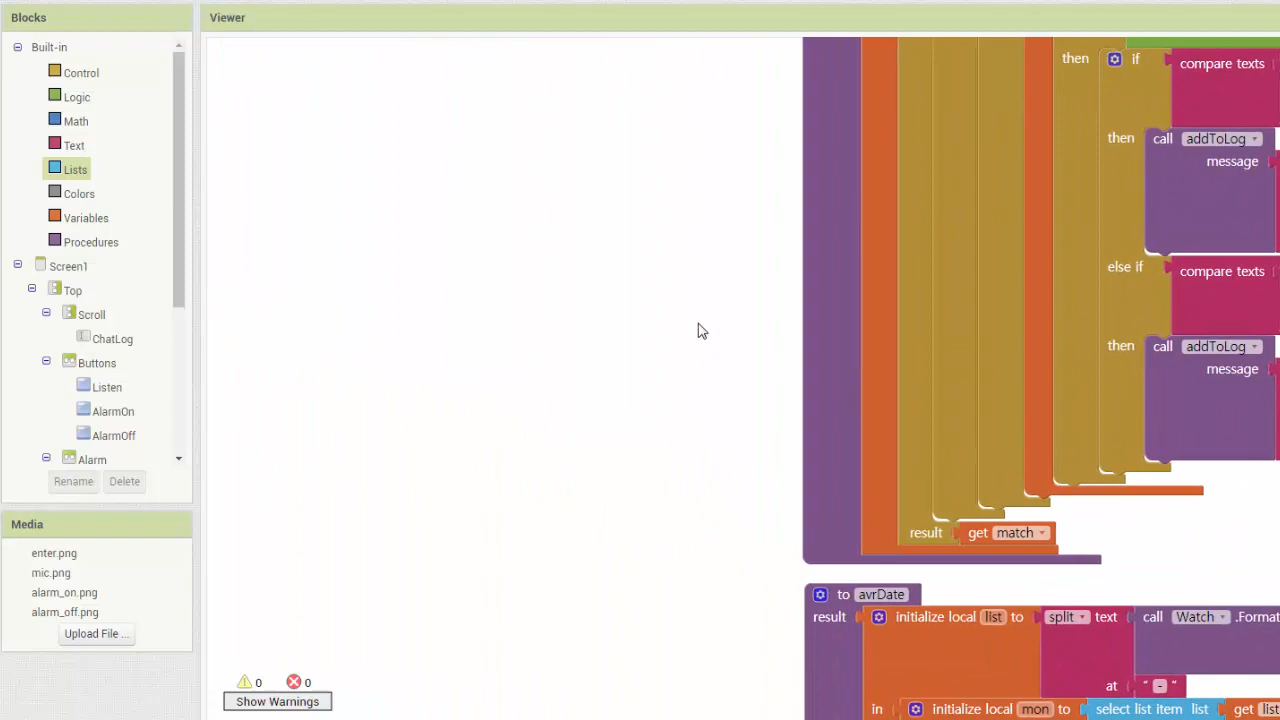 Blocks
Viewer
Built-in
Control
Logic
Math
Text
Lists
Colors
Variables
Procedures
Screen1
Top
Scroll
ChatLog
Buttons
Listen
AlarmOn
AlarmOff
Alarm
Rename Delete
Media
enter.png
mic.png
alarm_on.png
alarm_off.png
Upload File ...
then if compare texts
then call addToLog
message
else if compare texts
then call addToLog
message
result get match
to avrDate
result initialize local list to split text call Watch .Forma
at " - "
in initialize local mon to select list item list get list
0 0
Show Warnings